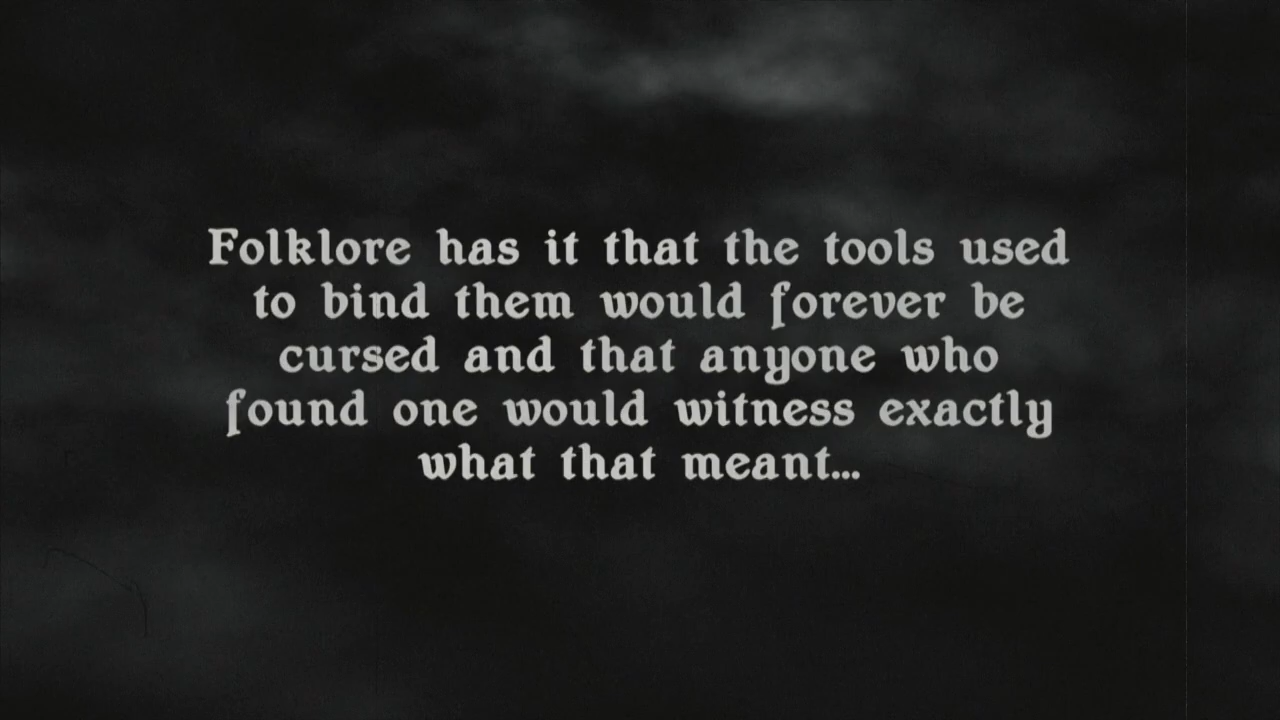 Folklore has it that the tools used
to bind them would forever be
cursed and that anyone who
found one would witness exactly
what that meant...